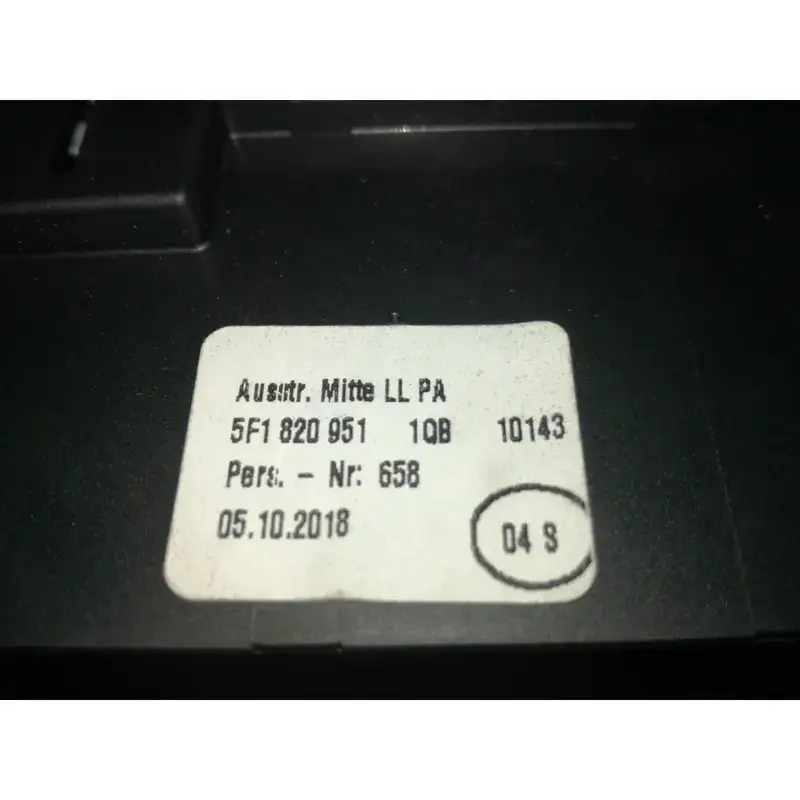 Ausstr. Mitte LL PA
5F1 820 951 1QB 10143
Pers. - Nr: 658
05.10.2018
04 S